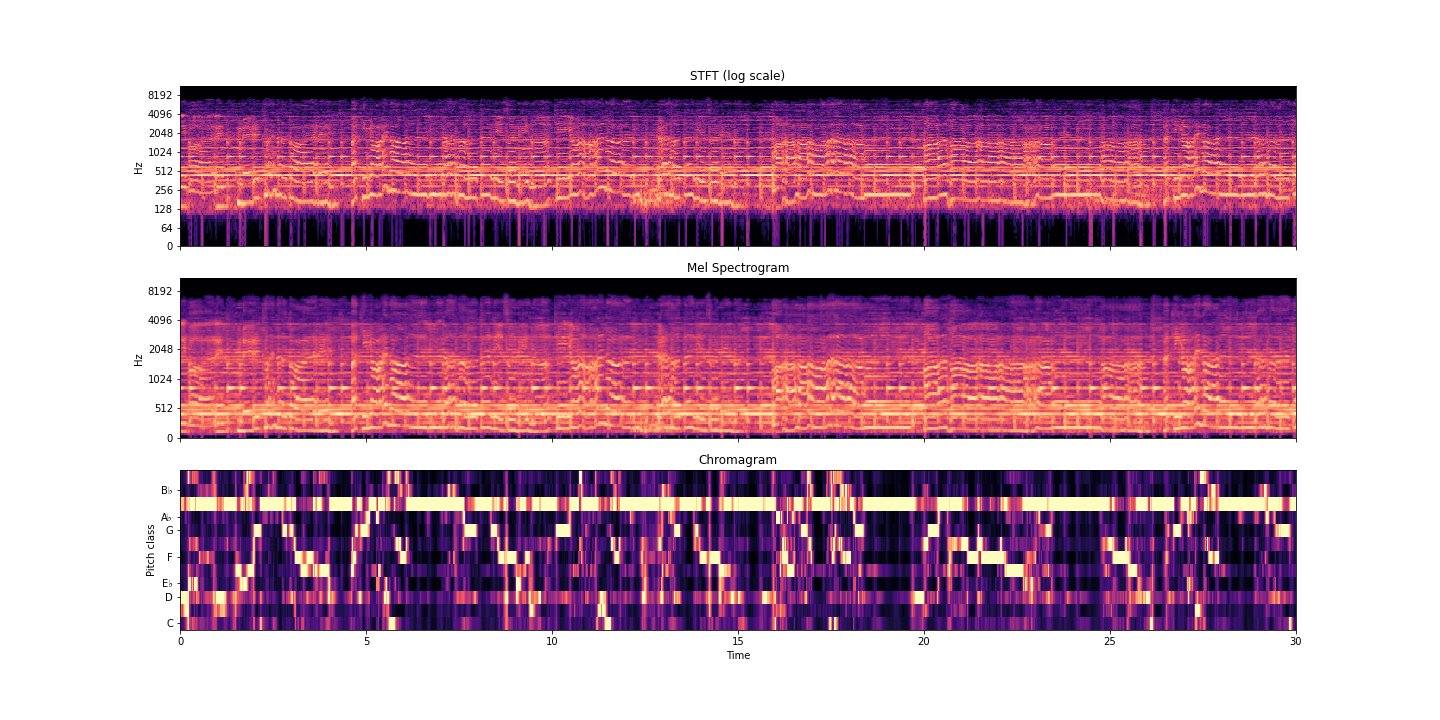 STFT (log scale)
8192
4096
2048
1024
512
256
128
64
0
Hz
Mel Spectrogram
8192
4096
2048
1024
512
0
Hz
Chromagram
B♭
A♭
G
F
E♭
D
C
Pitch class
0 5 10 15 20 25 30
Time